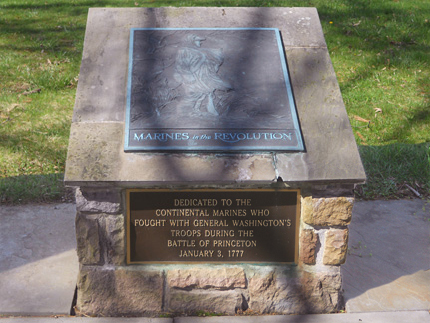 MARINES in the REVOLUTION
DEDICATED TO THE
CONTINENTAL MARINES WHO
FOUGHT WITH GENERAL WASHINGTON'S
TROOPS DURING THE
BATTLE OF PRINCETON
JANUARY 3, 1777